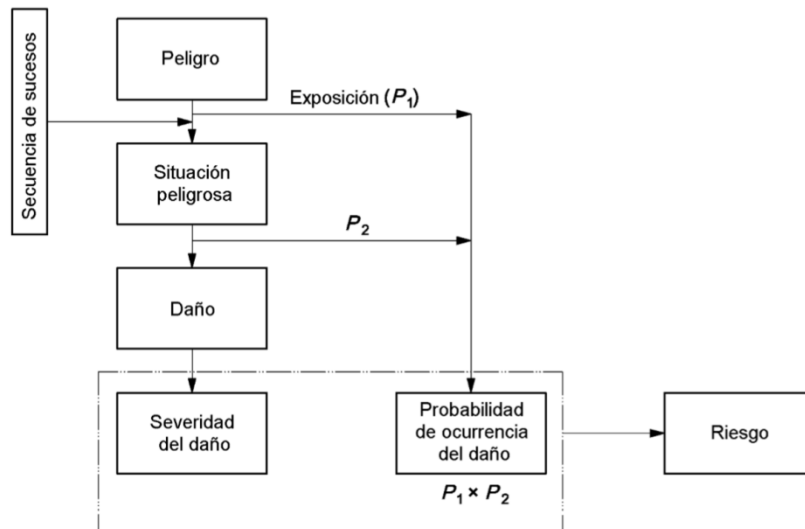 Secuencia de sucesos
Peligro
Exposición (P1)
Situación
peligrosa
P2
Daño
Severidad
del daño
Probabilidad
de ocurrencia
del daño
P1 × P2
Riesgo